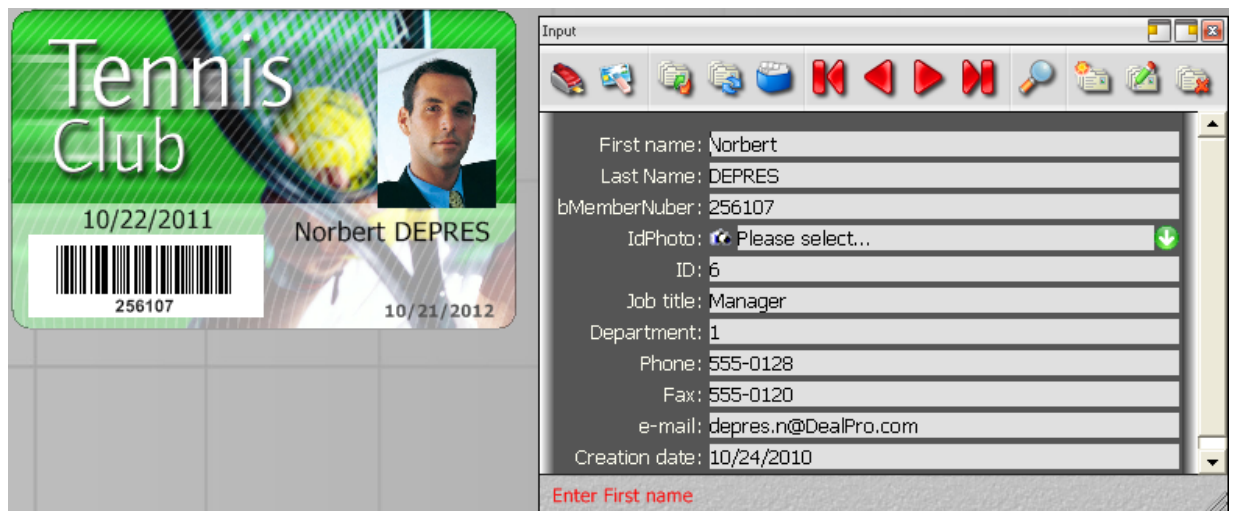 Tennis
Club
10/22/2011
Norbert DEPRES
256107
10/21/2012
Input
First name: Norbert
Last Name: DEPRES
bMemberNuber: 256107
IdPhoto: Please select...
ID: 6
Job title: Manager
Department: 1
Phone: 555-0128
Fax: 555-0120
e-mail: depres.n@DealPro.com
Creation date: 10/24/2010
Enter First name